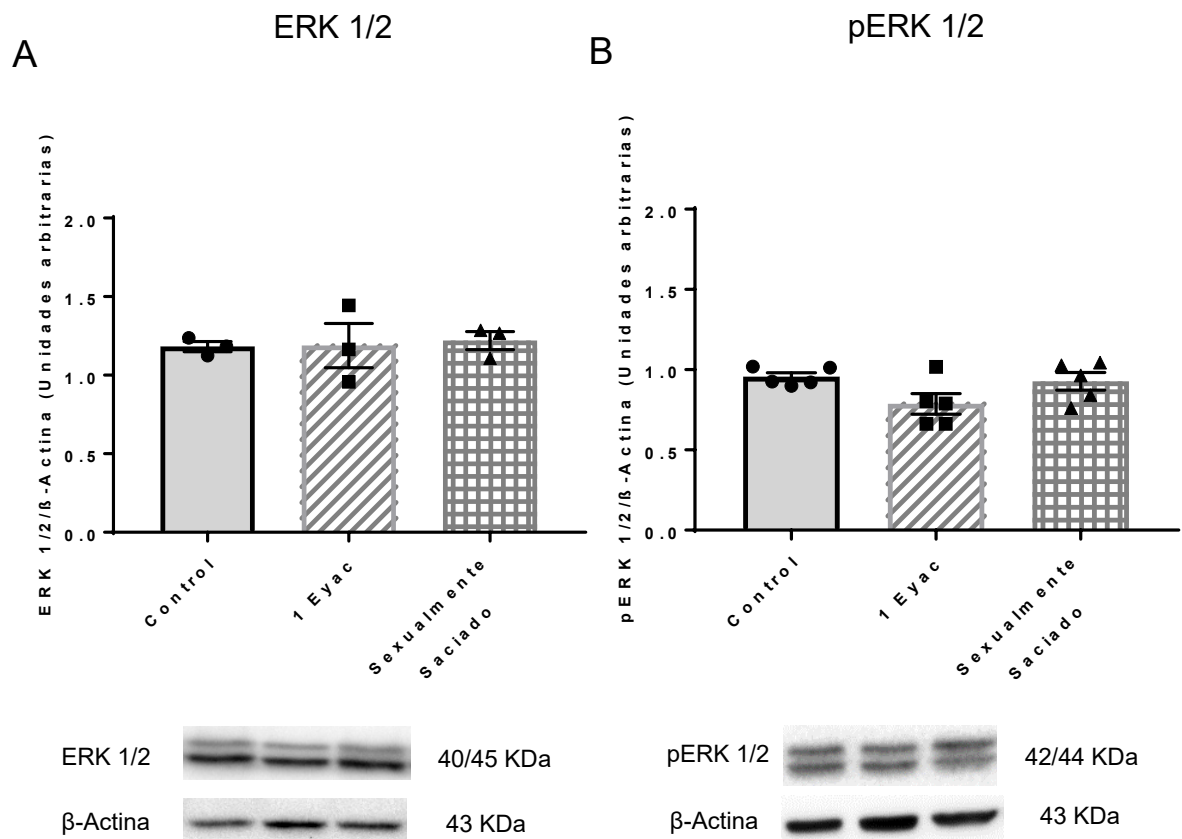 ERK 1/2
A
ERK 1/2/ß-Actina (Unidades arbitrarias)
2.0
1.5
1.0
0.5
0.0
Control
1 Eyac
Sexualmente
Saciado
ERK 1/2
40/45 KDa
β-Actina
43 KDa
pERK 1/2
B
pERK 1/2/ß-Actina (Unidades arbitrarias)
2.0
1.5
1.0
0.5
0.0
Control
1 Eyac
Sexualmente
Saciado
pERK 1/2
42/44 KDa
β-Actina
43 KDa